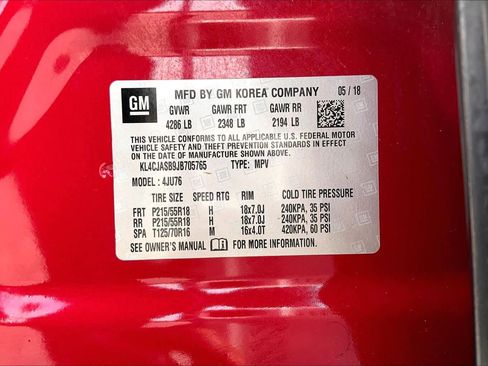 GM
MFD BY GM KOREA COMPANY 05 / 18
GVWR GAWR FRT GAWR RR
4286 LB 2348 LB 2194 LB
THIS VEHICLE CONFORMS TO ALL APPLICABLE U.S. FEDERAL MOTOR
VEHICLE SAFETY AND THEFT PREVENTION STANDARDS IN EFFECT
ON THE DATE OF MANUFACTURE SHOWN ABOVE.
KL4CJASB9JB705765 TYPE: MPV
MODEL : 4JU76
TIRE SIZE SPEED RTG RIM COLD TIRE PRESSURE
FRT P215/55R18 H 18x7.0J 240KPA, 35 PSI
RR P215/55R18 H 18x7.0J 240KPA, 35 PSI
SPA T125/70R16 M 16x4.0T 420KPA, 60 PSI
SEE OWNER'S MANUAL FOR MORE INFORMATION.